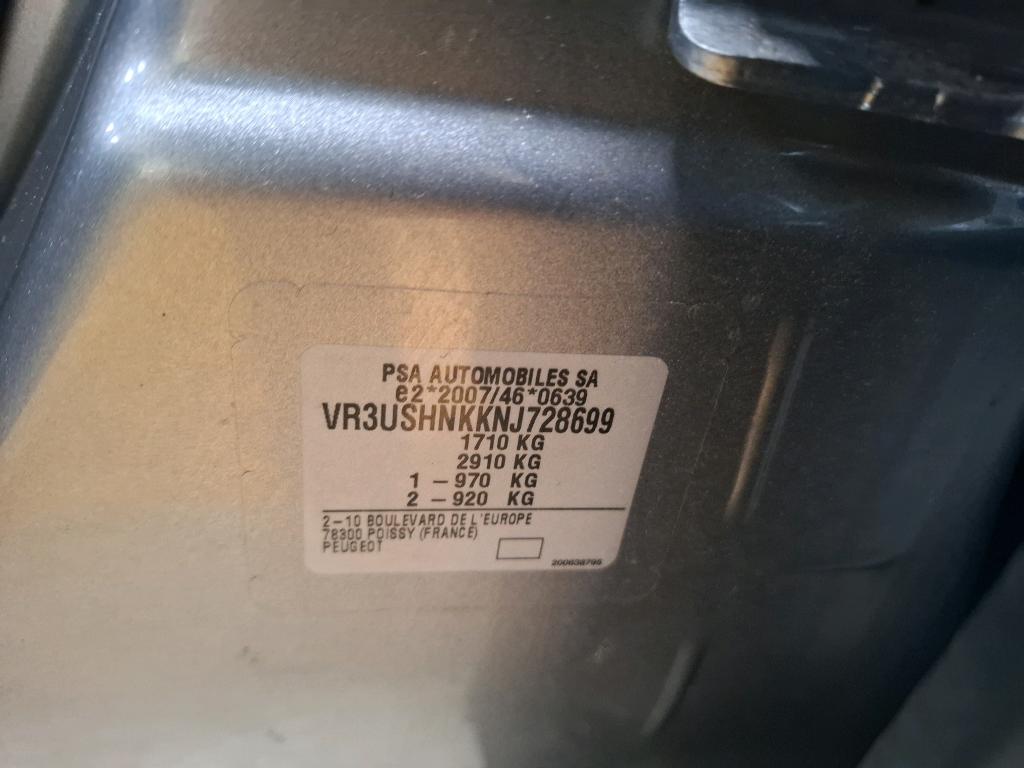 PSA AUTOMOBILES SA
e2*2007/46*0639
VR3USHNKKNJ728699
1710 KG
2910 KG
1 – 970 KG
2 – 920 KG
2–10 BOULEVARD DE L'EUROPE
78300 POISSY (FRANCE)
PEUGEOT
200638795